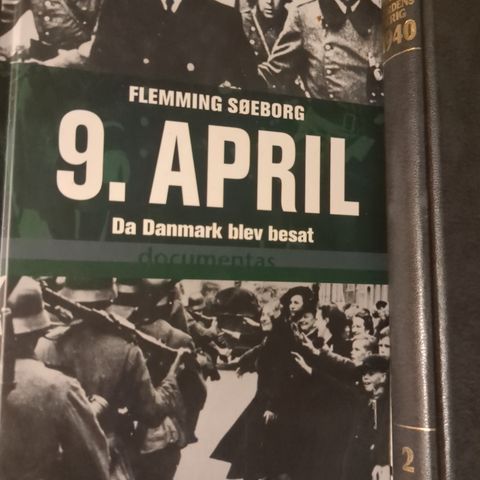 FLEMMING SØEBORG
9. APRIL
Da Danmark blev besat
documentas
1940
2